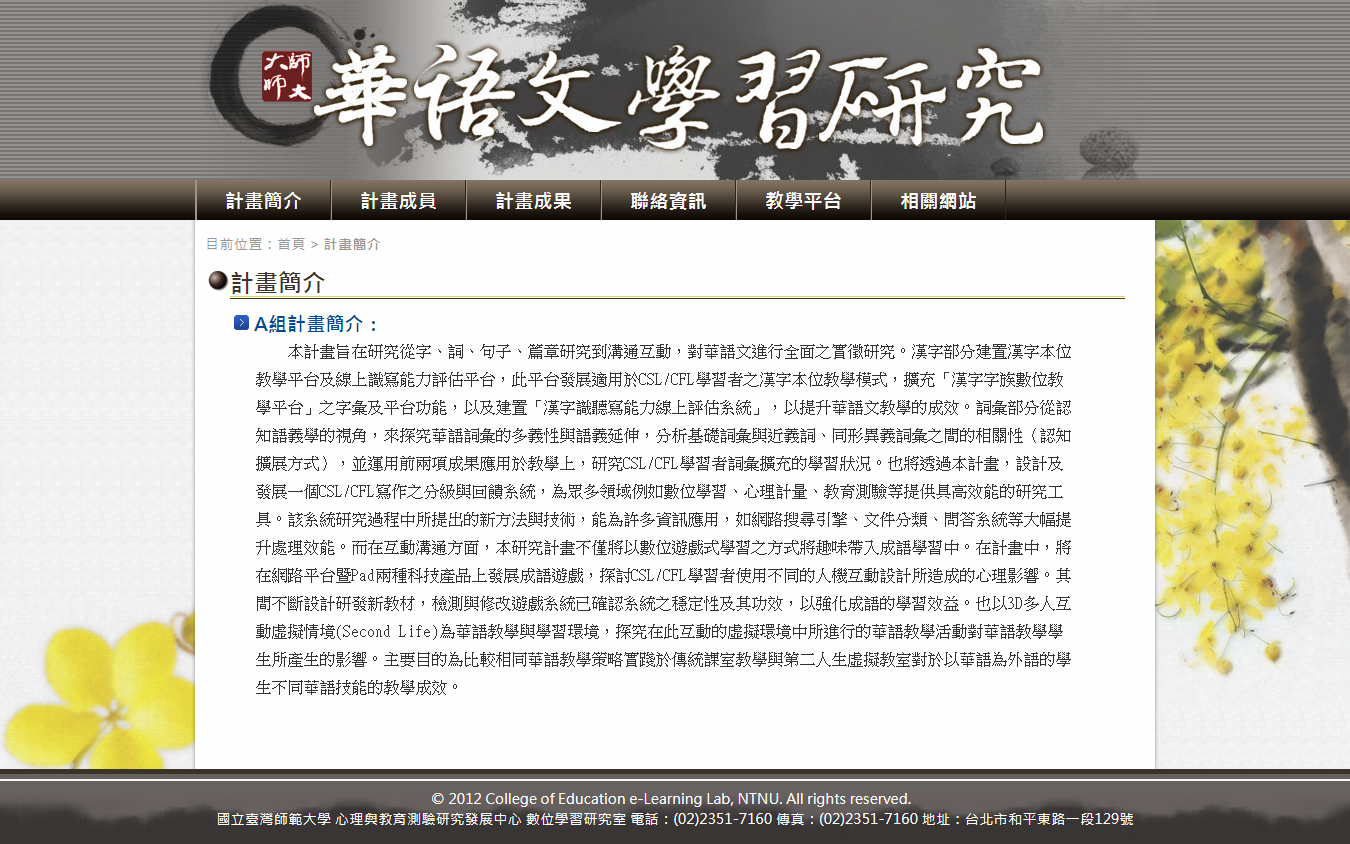 大師
師大
華語文學習研究
計畫簡介 計畫成員 計畫成果 聯絡資訊 教學平台 相關網站
目前位置：首頁 > 計畫簡介
計畫簡介
A組計畫簡介：
本計畫旨在研究從字、詞、句子、篇章研究到溝通互動，對華語文進行全面之實徵研究。漢字部分建置漢字本位
教學平台及線上識寫能力評估平台，此平台發展適用於CSL/CFL學習者之漢字本位教學模式，擴充「漢字字族數位教
學平台」之字彙及平台功能，以及建置「漢字識聽寫能力線上評估系統」，以提升華語文教學的成效。詞彙部分從認
知語義學的視角，來探究華語詞彙的多義性與語義延伸，分析基礎詞彙與近義詞、同形異義詞彙之間的相關性（認知
擴展方式），並運用前兩項成果應用於教學上，研究CSL/CFL學習者詞彙擴充的學習狀況。也將透過本計畫，設計及
發展一個CSL/CFL寫作之分級與回饋系統，為眾多領域例如數位學習、心理計量、教育測驗等提供具高效能的研究工
具。該系統研究過程中所提出的新方法與技術，能為許多資訊應用，如網路搜尋引擎、文件分類、問答系統等大幅提
升處理效能。而在互動溝通方面，本研究計畫不僅將以數位遊戲式學習之方式將趣味帶入成語學習中。在計畫中，將
在網路平台暨Pad兩種科技產品上發展成語遊戲，探討CSL/CFL學習者使用不同的人機互動設計所造成的心理影響。其
間不斷設計研發新教材，檢測與修改遊戲系統已確認系統之穩定性及其功效，以強化成語的學習效益。也以3D多人互
動虛擬情境(Second Life)為華語教學與學習環境，探究在此互動的虛擬環境中所進行的華語教學活動對華語教學學
生所產生的影響。主要目的為比較相同華語教學策略實踐於傳統課室教學與第二人生虛擬教室對於以華語為外語的學
生不同華語技能的教學成效。
© 2012 College of Education e-Learning Lab, NTNU. All rights reserved.
國立臺灣師範大學 心理與教育測驗研究發展中心 數位學習研究室 電話：(02)2351-7160 傳真：(02)2351-7160 地址：台北市和平東路一段129號